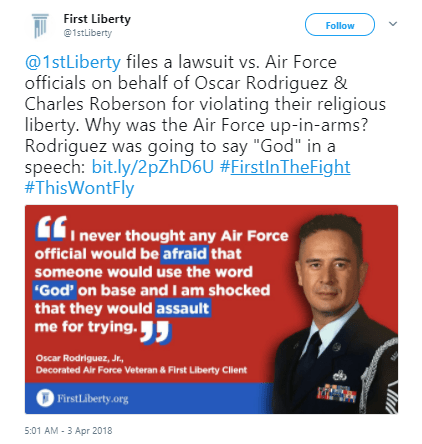 First Liberty
@1stLiberty
Follow
@1stLiberty files a lawsuit vs. Air Force
officials on behalf of Oscar Rodriguez &
Charles Roberson for violating their religious
liberty. Why was the Air Force up-in-arms?
Rodriguez was going to say "God" in a
speech: bit.ly/2pZhD6U #FirstInTheFight
#ThisWontFly
“I never thought any Air Force
official would be afraid that
someone would use the word
‘God’ on base and I am shocked
that they would assault
me for trying.”
Oscar Rodriguez, Jr.,
Decorated Air Force Veteran & First Liberty Client
FirstLiberty.org
5:01 AM - 3 Apr 2018